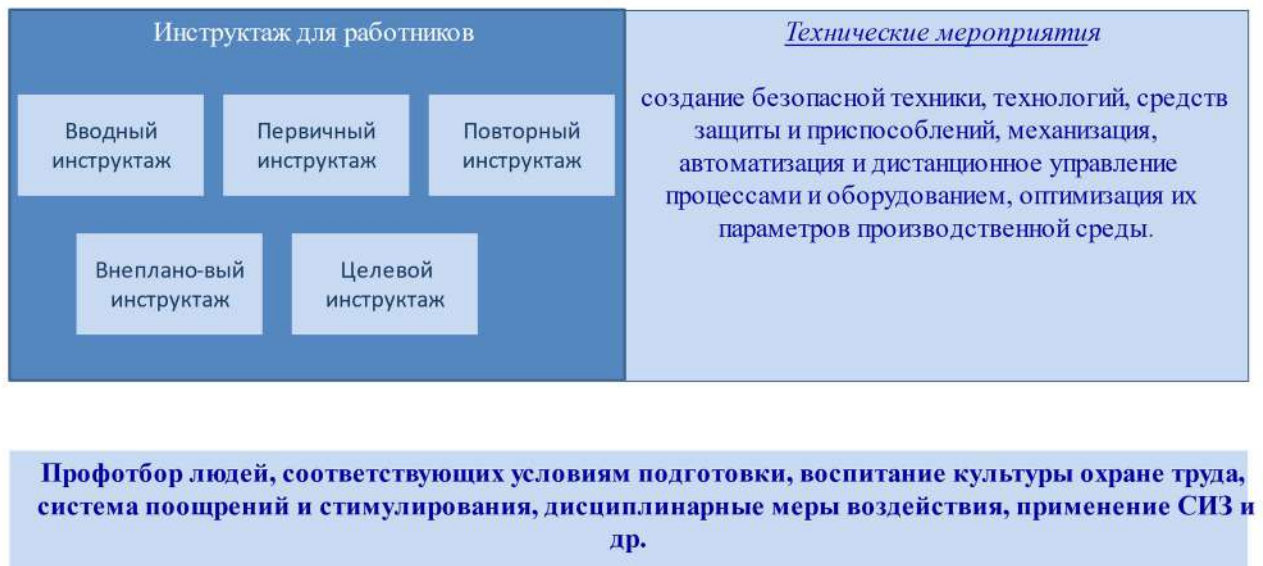 Инструктаж для работников
Вводный
инструктаж
Первичный
инструктаж
Повторный
инструктаж
Внеплано-вый
инструктаж
Целевой
инструктаж
Технические мероприятия
создание безопасной техники, технологий, средств
защиты и приспособлений, механизация,
автоматизация и дистанционное управление
процессами и оборудованием, оптимизация их
параметров производственной среды.
Профотбор людей, соответствующих условиям подготовки, воспитание культуры охране труда,
система поощрений и стимулирования, дисциплинарные меры воздействия, применение СИЗ и
др.